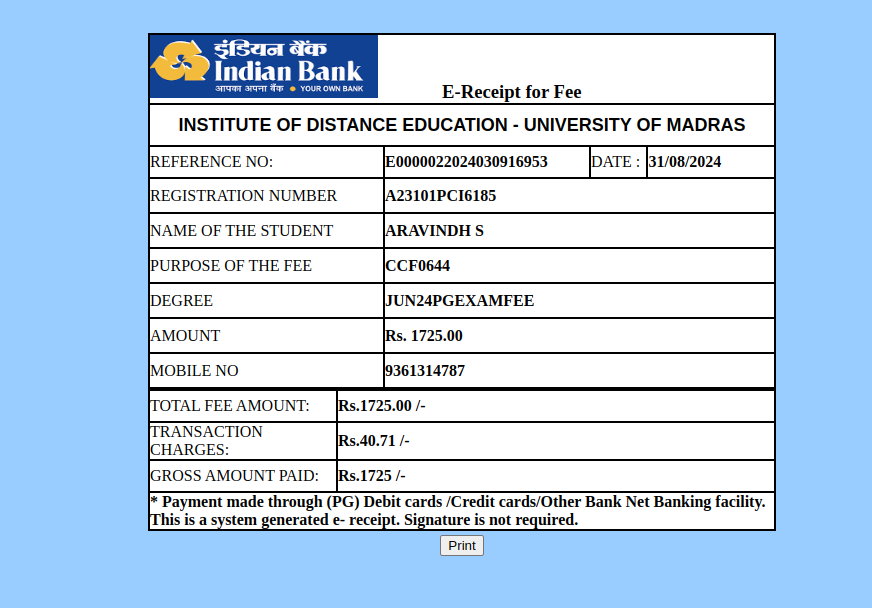 इंडियन बैंक
Indian Bank
आपका अपना बैंक YOUR OWN BANK
E-Receipt for Fee
INSTITUTE OF DISTANCE EDUCATION - UNIVERSITY OF MADRAS
REFERENCE NO: E0000022024030916953 DATE : 31/08/2024
REGISTRATION NUMBER A23101PCI6185
NAME OF THE STUDENT ARAVINDH S
PURPOSE OF THE FEE CCF0644
DEGREE JUN24PGEXAMFEE
AMOUNT Rs. 1725.00
MOBILE NO 9361314787
TOTAL FEE AMOUNT: Rs.1725.00 /-
TRANSACTION
CHARGES: Rs.40.71 /-
GROSS AMOUNT PAID: Rs.1725 /-
* Payment made through (PG) Debit cards /Credit cards/Other Bank Net Banking facility.
This is a system generated e- receipt. Signature is not required.
Print